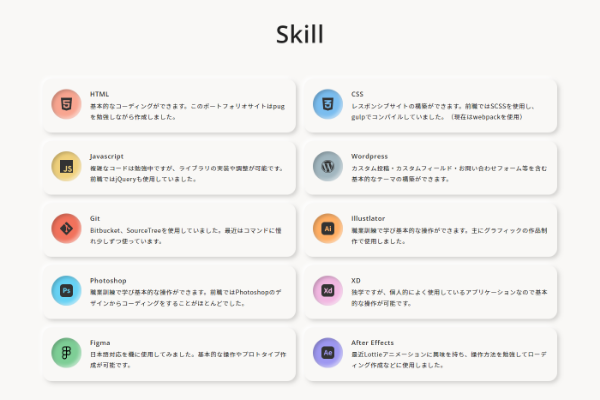 Skill
HTML
基本的なコーディングができます。このポートフォリオサイトはpug
を勉強しながら作成しました。
CSS
レスポンシブサイトの構築ができます。前職ではSCSSを使用し、
gulpでコンパイルしていました。（現在はwebpackを使用）
Javascript
複雑なコードは勉強中ですが、ライブラリの実装や調整が可能です。
前職ではjQueryも使用していました。
JS
Wordpress
カスタム投稿・カスタムフィールド・お問い合わせフォーム等を含む
基本的なテーマの構築ができます。
Git
Bitbucket、SourceTreeを使用していました。最近はコマンドに慣
れ少しずつ使っています。
Ai
Illustlator
職業訓練で学び基本的な操作ができます。主にグラフィックの作品制
作で使用しました。
Ps
Photoshop
職業訓練で学び基本的な操作ができます。前職ではPhotoshopのデ
ザインからコーディングをすることがほとんどでした。
Xd
XD
独学ですが、個人的によく使用しているアプリケーションなので基本
的な操作が可能です。
Figma
日本語対応を機に使用してみました。基本的な操作やプロトタイプ作
成が可能です。
Ae
After Effects
最近Lottieアニメーションに興味を持ち、操作方法を勉強してローデ
ィング作成などに使用しました。